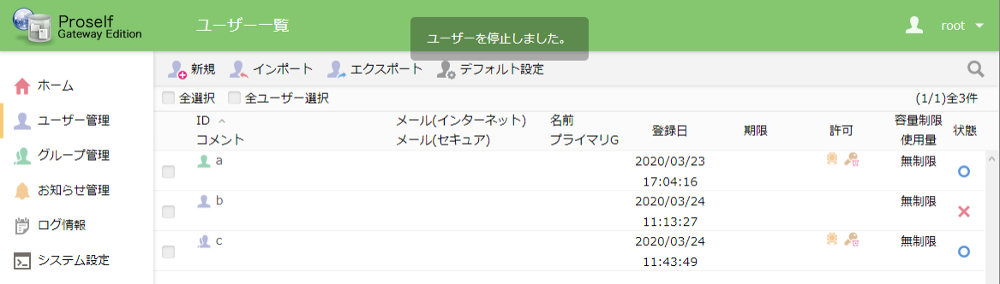 Proself
Gateway Edition
ユーザー一覧
ユーザーを停止しました。
root
ホーム
ユーザー管理
グループ管理
お知らせ管理
ログ情報
システム設定
新規 インポート エクスポート デフォルト設定
全選択 全ユーザー選択 (1/1)全3件
ID メール(インターネット) 名前 登録日 期限 許可 容量制限 状態
コメント メール(セキュア) プライマリG 使用量
a 2020/03/23 無制限
17:04:16
b 2020/03/24 無制限
11:13:27
c 2020/03/24 無制限
11:43:49